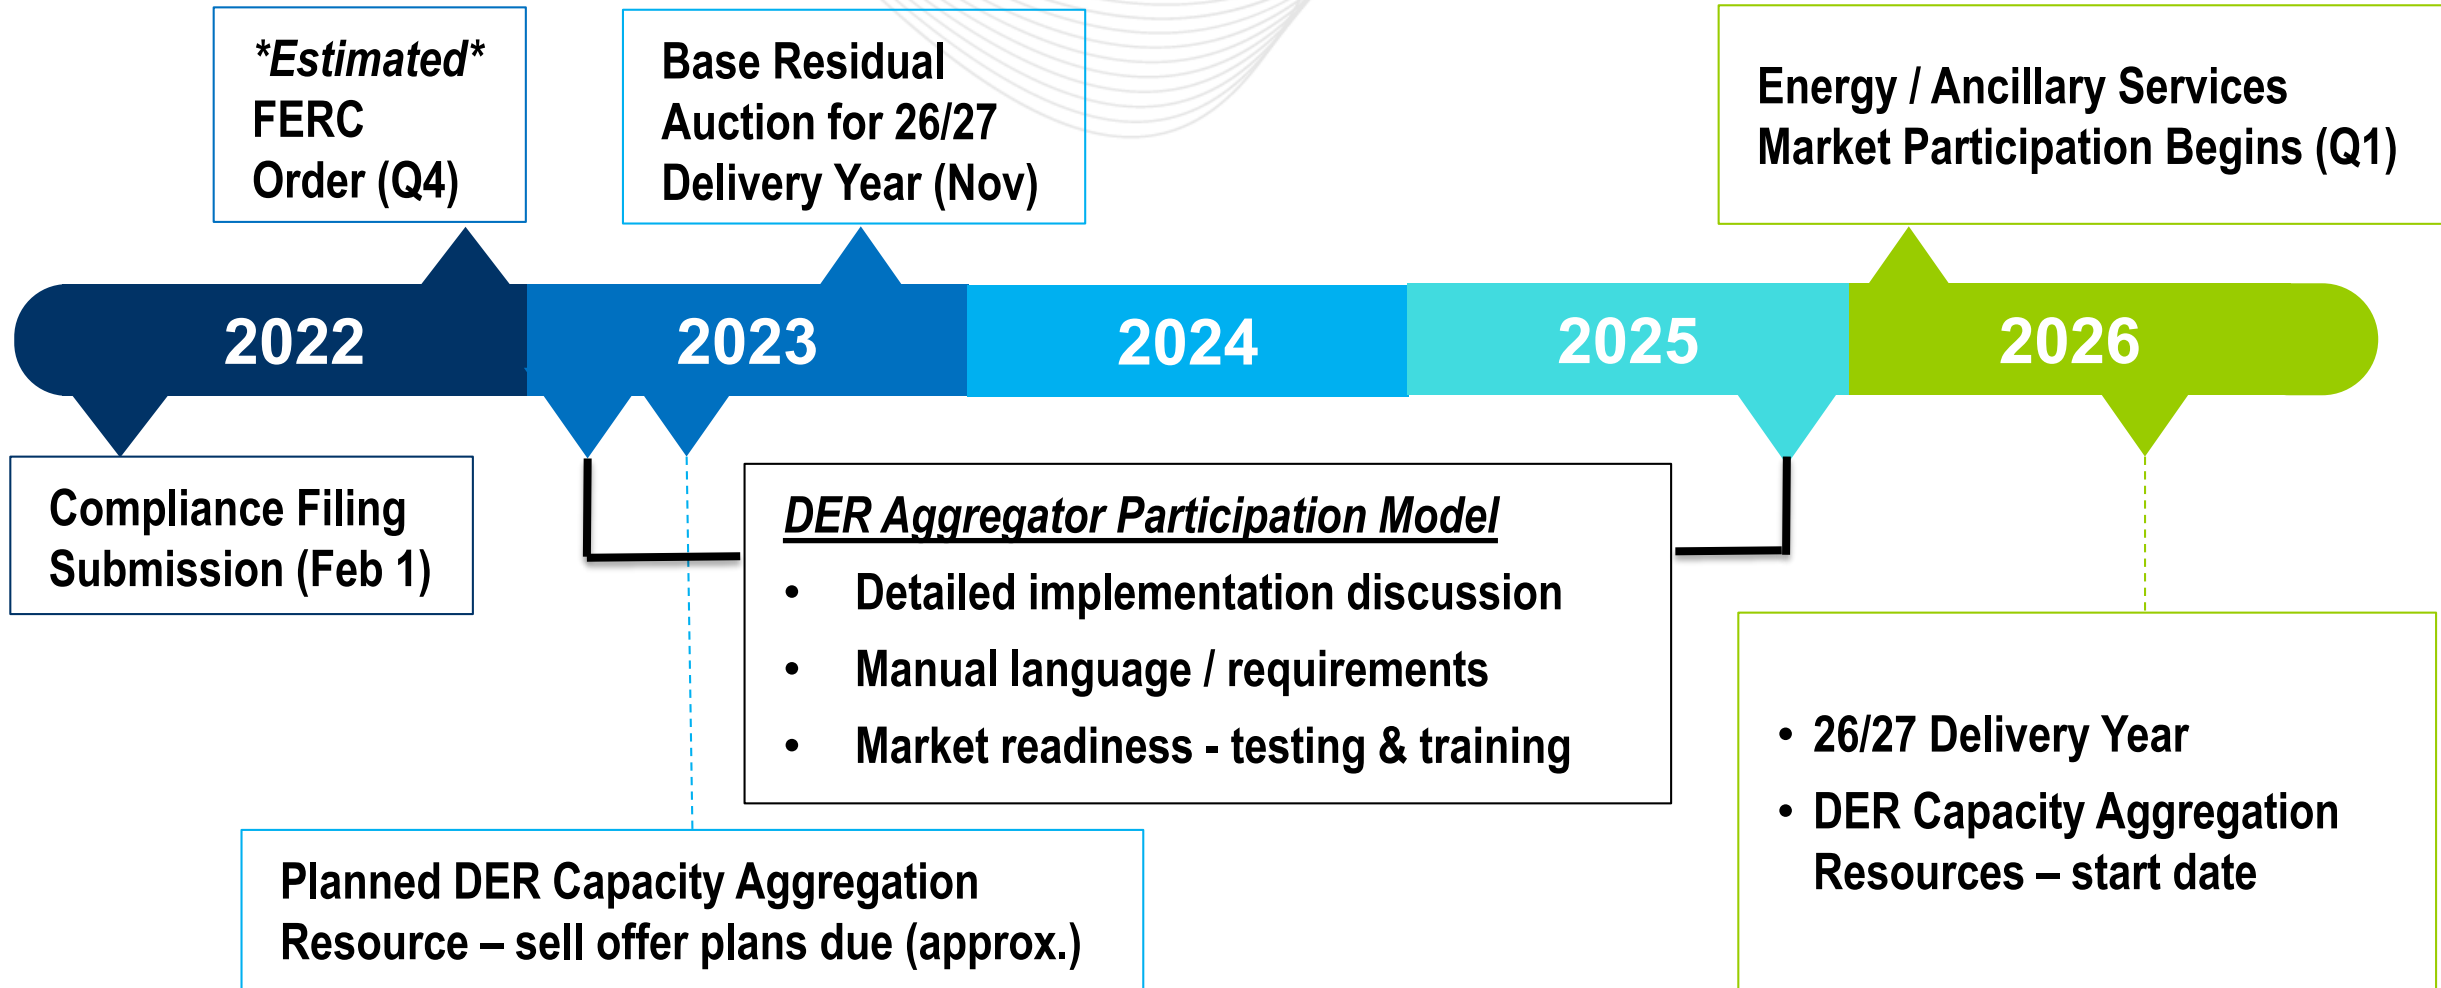 *Estimated*
FERC
Order (Q4)
Base Residual
Auction for 26/27
Delivery Year (Nov)
Energy / Ancillary Services
Market Participation Begins (Q1)
2022
2023
2024
2025
2026
Compliance Filing
Submission (Feb 1)
DER Aggregator Participation Model
• Detailed implementation discussion
• Manual language / requirements
• Market readiness - testing & training
Planned DER Capacity Aggregation
Resource – sell offer plans due (approx.)
• 26/27 Delivery Year
• DER Capacity Aggregation
Resources – start date